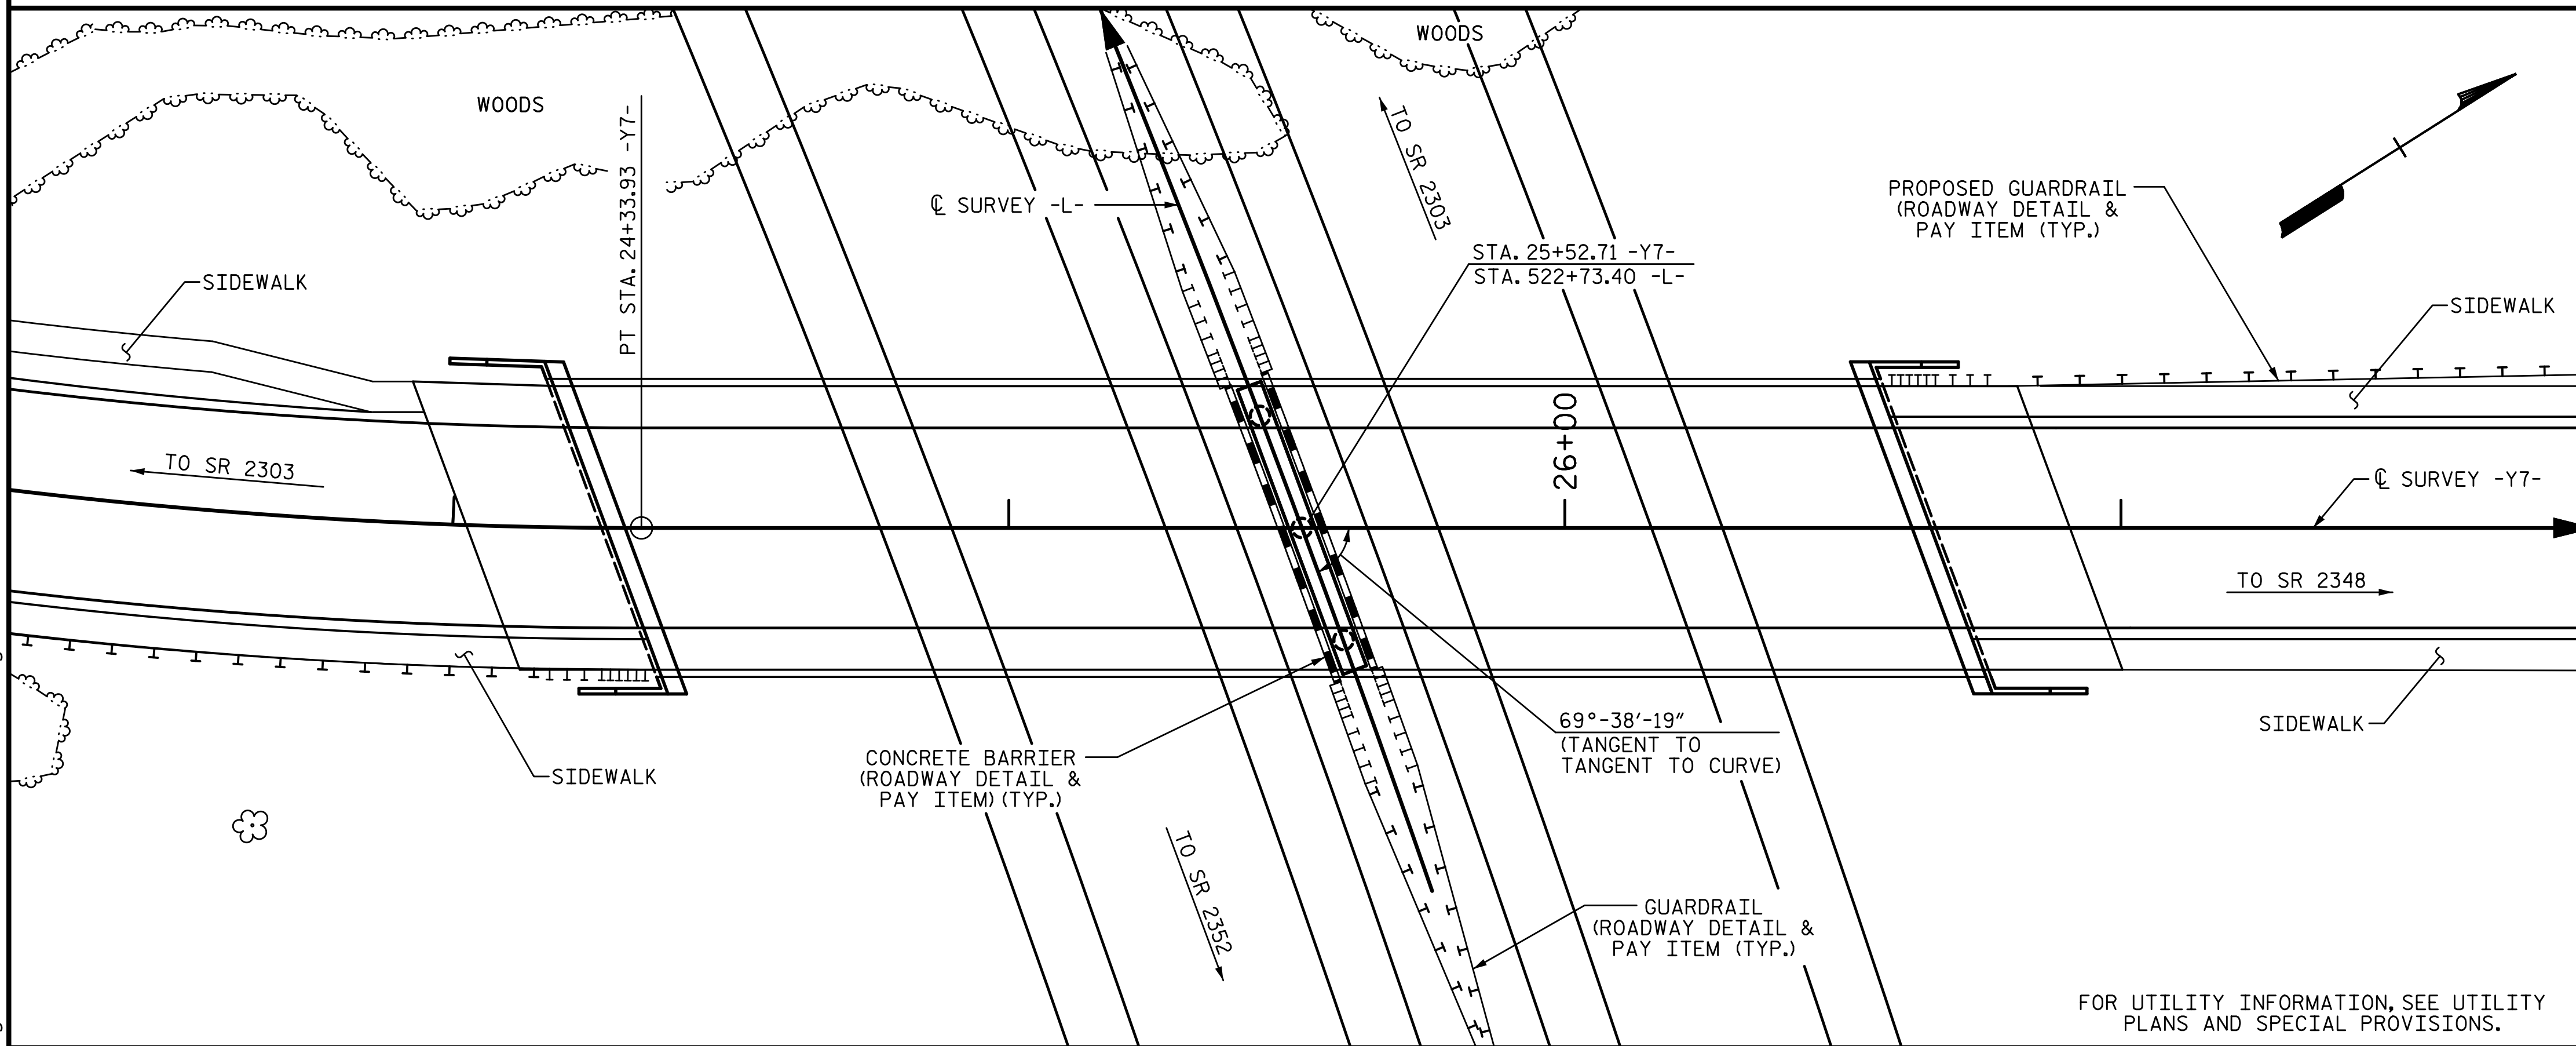 WOODS
WOODS
PT STA. 24+33.93 -Y7-
℄ SURVEY -L-
TO SR 2303
STA. 25+52.71 -Y7-
STA. 522+73.40 -L-
PROPOSED GUARDRAIL
(ROADWAY DETAIL &
PAY ITEM (TYP.)
SIDEWALK
SIDEWALK
26+00
TO SR 2303
℄ SURVEY -Y7-
TO SR 2348
CONCRETE BARRIER
(ROADWAY DETAIL &
PAY ITEM) (TYP.)
69°-38'-19"
(TANGENT TO
TANGENT TO CURVE)
SIDEWALK
SIDEWALK
TO SR 2352
GUARDRAIL
(ROADWAY DETAIL &
PAY ITEM (TYP.)
FOR UTILITY INFORMATION, SEE UTILITY
PLANS AND SPECIAL PROVISIONS.